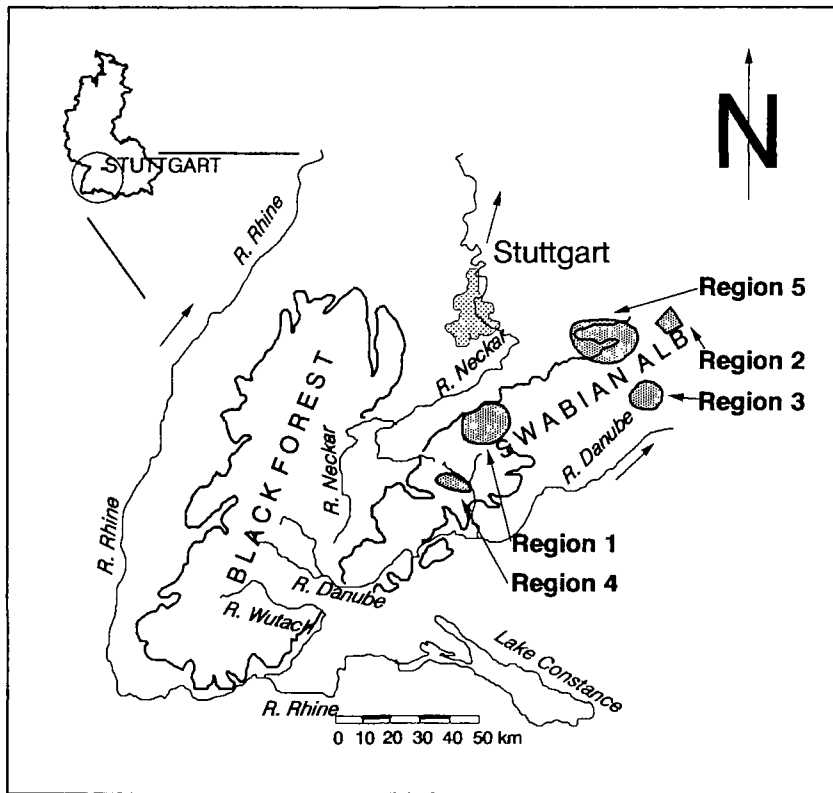 N
STUTTGART
R. Rhine
Stuttgart
Region 5
R. Neckar
Region 2
SWABIAN ALB
Region 3
BLACK FOREST
R. Neckar
R. Danube
R. Rhine
Region 1
Region 4
R. Danube
R. Wutach
Lake Constance
R. Rhine
0 10 20 30 40 50 km